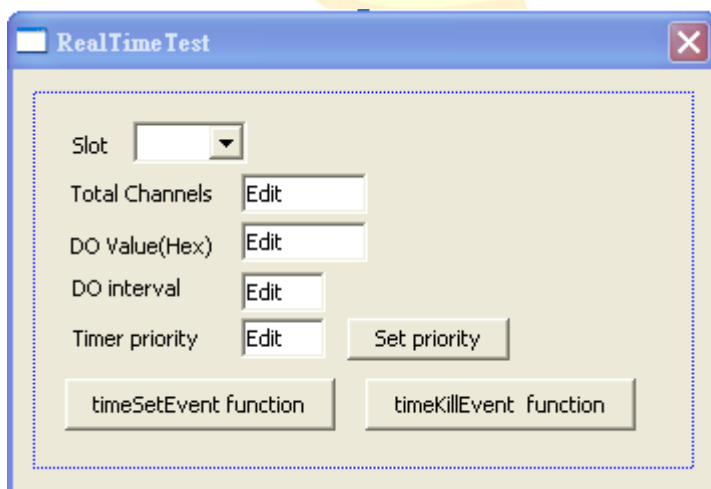 RealTimeTest
Slot
Total Channels Edit
DO Value(Hex) Edit
DO interval Edit
Timer priority Edit Set priority
timeSetEvent function timeKillEvent function